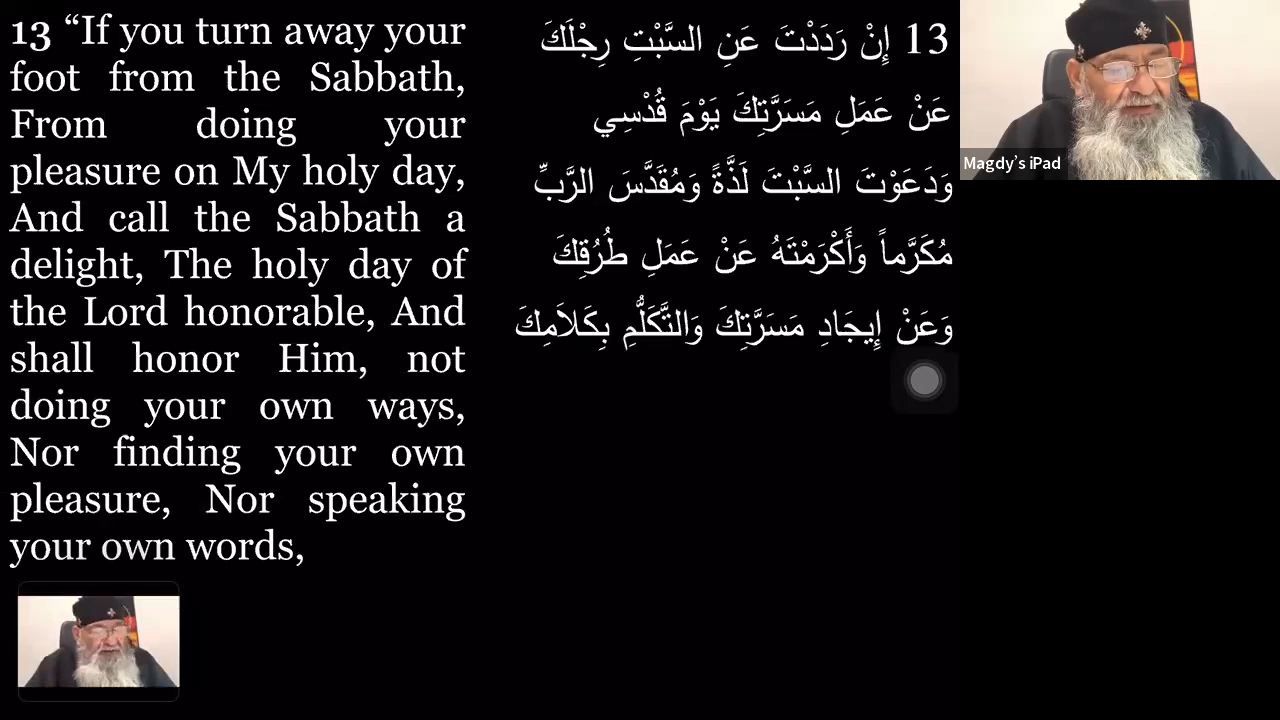 13 “If you turn away your
foot from the Sabbath,
From doing your
pleasure on My holy day,
And call the Sabbath a
delight, The holy day of
the Lord honorable, And
shall honor Him, not
doing your own ways,
Nor finding your own
pleasure, Nor speaking
your own words,
13 إِنْ رَدَدْتَ عَنِ السَّبْتِ رِجْلَكَ
عَنْ عَمَلِ مَسَرَّتِكَ يَوْمَ قُدْسِي
وَدَعَوْتَ السَّبْتَ لَذَّةً وَمُقَدَّسَ الرَّبِّ
مُكَرَّماً وَأَكْرَمْتَهُ عَنْ عَمَلِ طُرُقِكَ
وَعَنْ إِيجَادِ مَسَرَّتِكَ وَالتَّكَلُّمِ بِكَلاَمِكَ
Magdy’s iPad